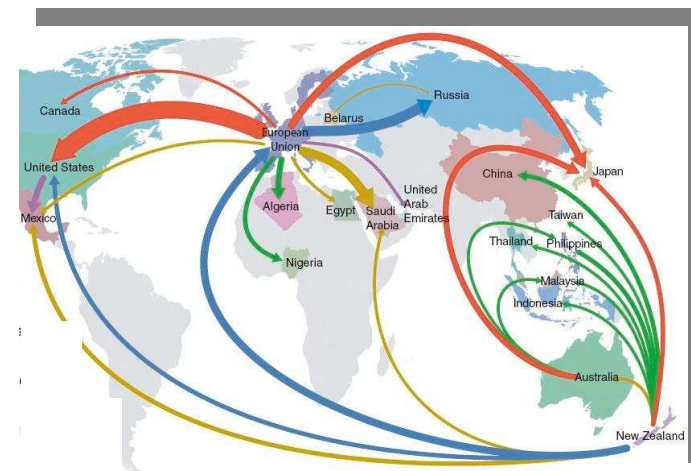 Canada
Russia
Belarus
European
Union
United States
China
Japan
Mexico
Algeria
Egypt
Saudi
Arabia
United
Arab
Emirates
Taiwan
Thailand
Philippines
Nigeria
Malaysia
Indonesia
Australia
New Zealand